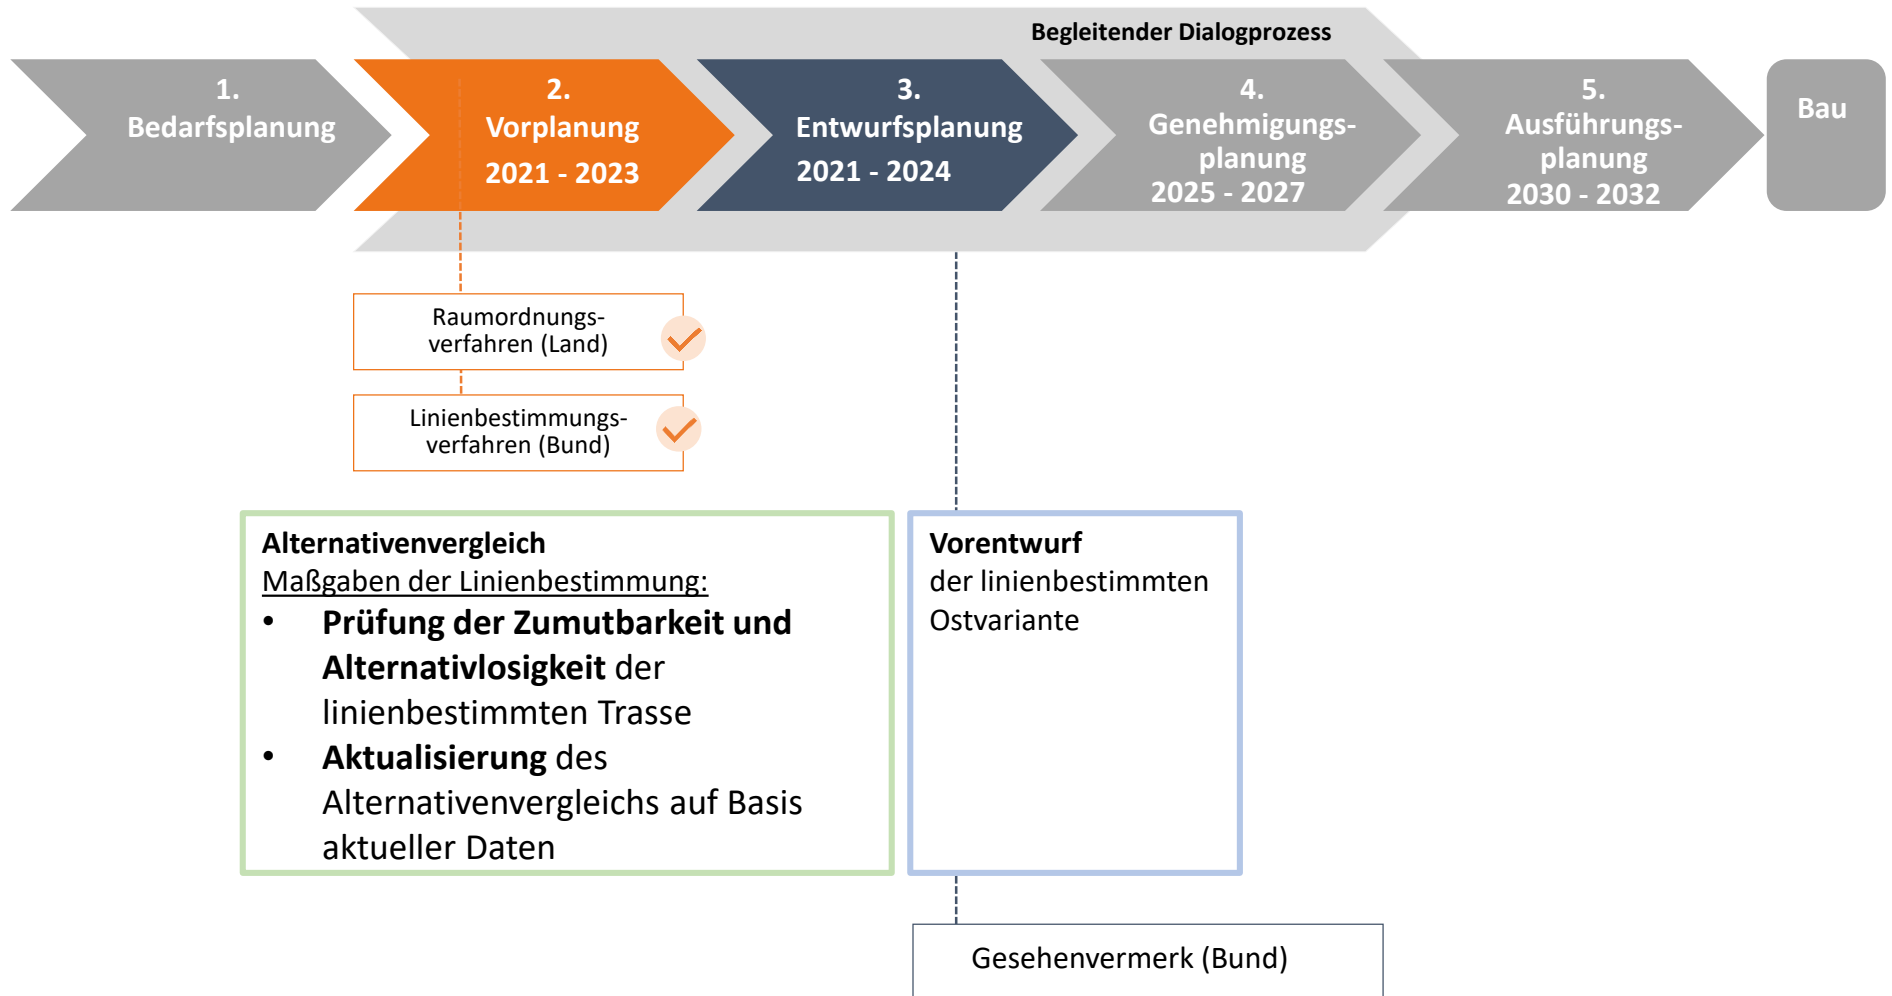 Begleitender Dialogprozess
1.
Bedarfsplanung
2.
Vorplanung
2021 - 2023
3.
Entwurfsplanung
2021 - 2024
4.
Genehmigungs-
planung
2025 - 2027
5.
Ausführungs-
planung
2030 - 2032
Bau
Raumordnungs-
verfahren (Land)
Linienbestimmungs-
verfahren (Bund)
Alternativenvergleich
Maßgaben der Linienbestimmung:
• Prüfung der Zumutbarkeit und
Alternativlosigkeit der
linienbestimmten Trasse
• Aktualisierung des
Alternativenvergleichs auf Basis
aktueller Daten
Vorentwurf
der linienbestimmten
Ostvariante
Gesehenvermerk (Bund)